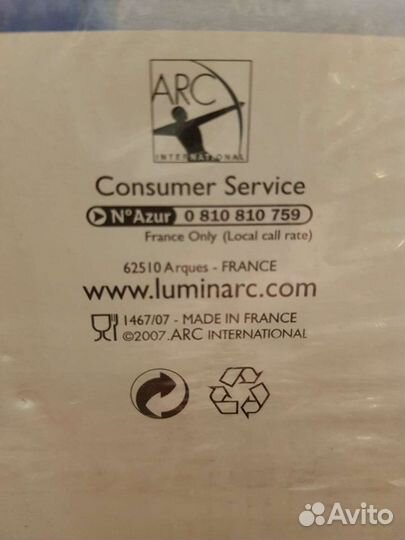 ARC
INTERNATIONAL
Consumer Service
N°Azur 0 810 810 759
France Only (Local call rate)
62510 Arques - FRANCE
www.luminarc.com
1467/07 - MADE IN FRANCE
©2007.ARC INTERNATIONAL
Avito